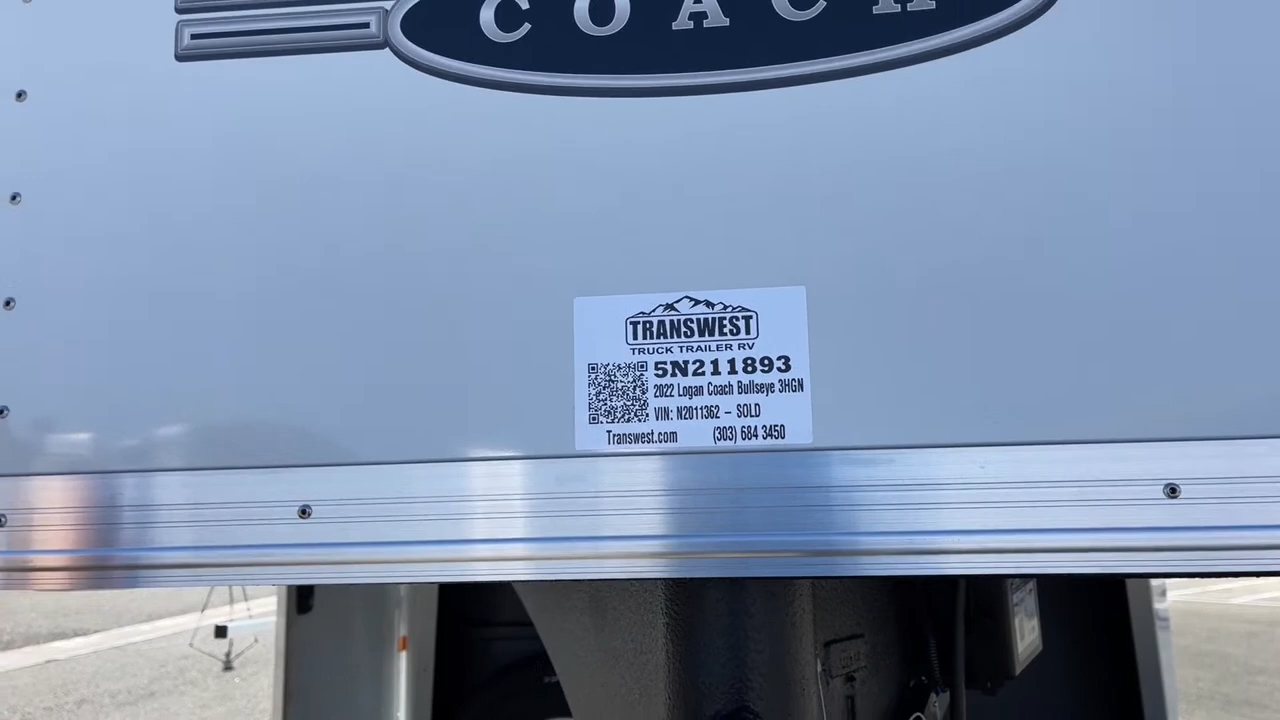 COACH
TRANSWEST
TRUCK TRAILER RV
5N211893
2022 Logan Coach Bullseye 3HGN
VIN: N2011362 – SOLD
Transwest.com (303) 684 3450